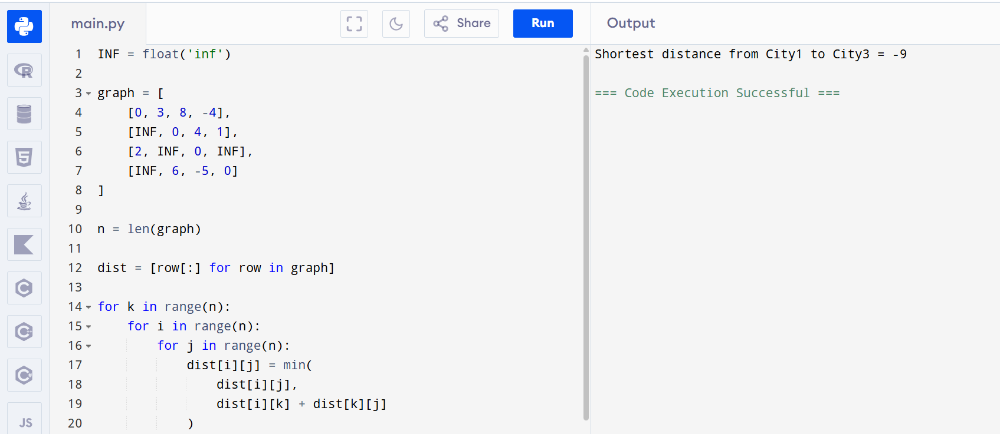 main.py
Share
Run
Output
1 INF = float('inf')
2
3 graph = [
4     [0, 3, 8, -4],
5     [INF, 0, 4, 1],
6     [2, INF, 0, INF],
7     [INF, 6, -5, 0]
8 ]
9
10 n = len(graph)
11
12 dist = [row[:] for row in graph]
13
14 for k in range(n):
15     for i in range(n):
16         for j in range(n):
17             dist[i][j] = min(
18                 dist[i][j],
19                 dist[i][k] + dist[k][j]
20             )
Shortest distance from City1 to City3 = -9
=== Code Execution Successful ===
R
5
C
C++
C#
JS